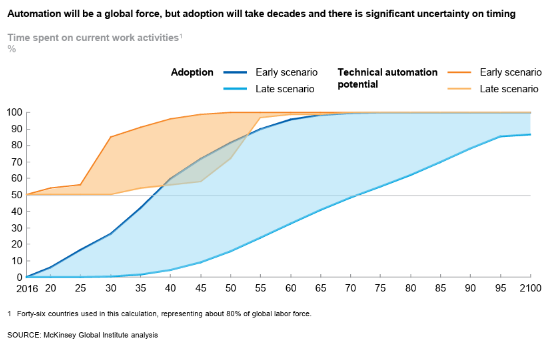 Automation will be a global force, but adoption will take decades and there is significant uncertainty on timing
Time spent on current work activities¹
%
Adoption
Early scenario
Late scenario
Technical automation potential
Early scenario
Late scenario
100
90
80
70
60
50
40
30
20
10
0
2016 20 25 30 35 40 45 50 55 60 65 70 75 80 85 90 95 2100
1 Forty-six countries used in this calculation, representing about 80% of global labor force.
SOURCE: McKinsey Global Institute analysis